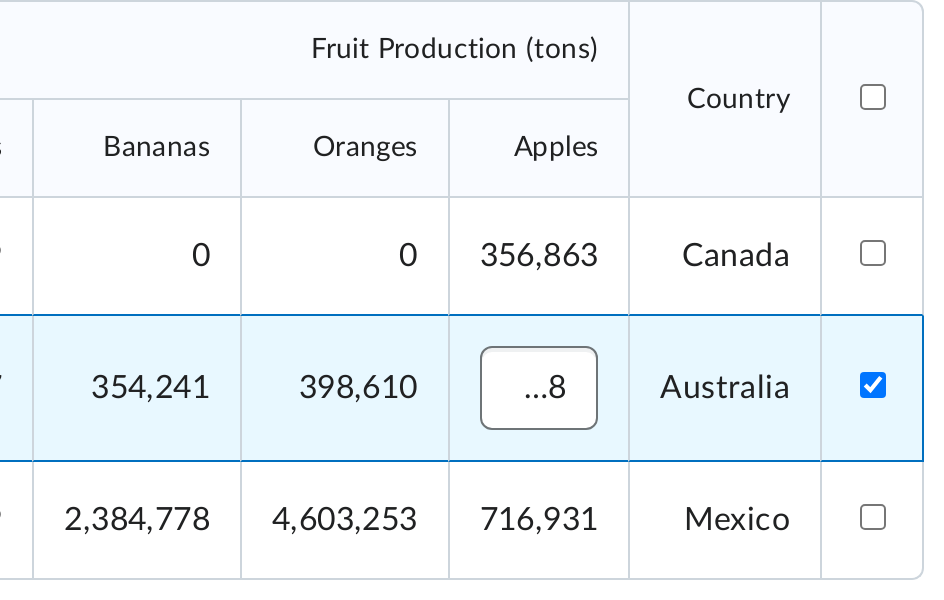 Fruit Production (tons)
Country
Bananas Oranges Apples
0 0 356,863 Canada
354,241 398,610 ...8 Australia
2,384,778 4,603,253 716,931 Mexico